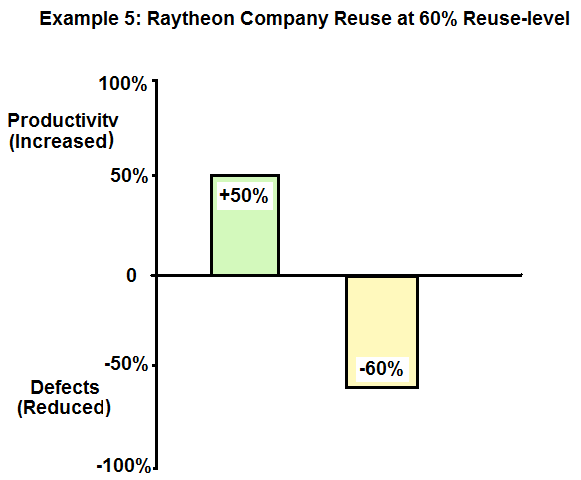 Example 5: Raytheon Company Reuse at 60% Reuse-level
100%
Productivity
(Increased)
50%
+50%
0
-50%
-60%
Defects
(Reduced)
-100%